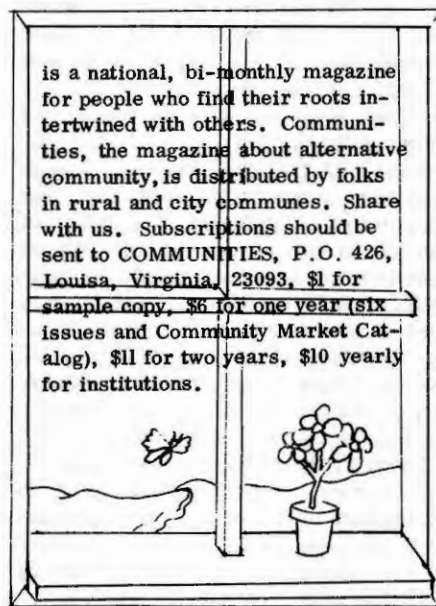 is a national, bi-monthly magazine
for people who find their roots in-
tertwined with others. Communi-
ties, the magazine about alternative
community, is distributed by folks
in rural and city communes. Share
with us. Subscriptions should be
sent to COMMUNITIES, P.O. 426,
Louisa, Virginia, 23093, $1 for
sample copy, $6 for one year (six
issues and Community Market Cat-
alog), $11 for two years, $10 yearly
for institutions.